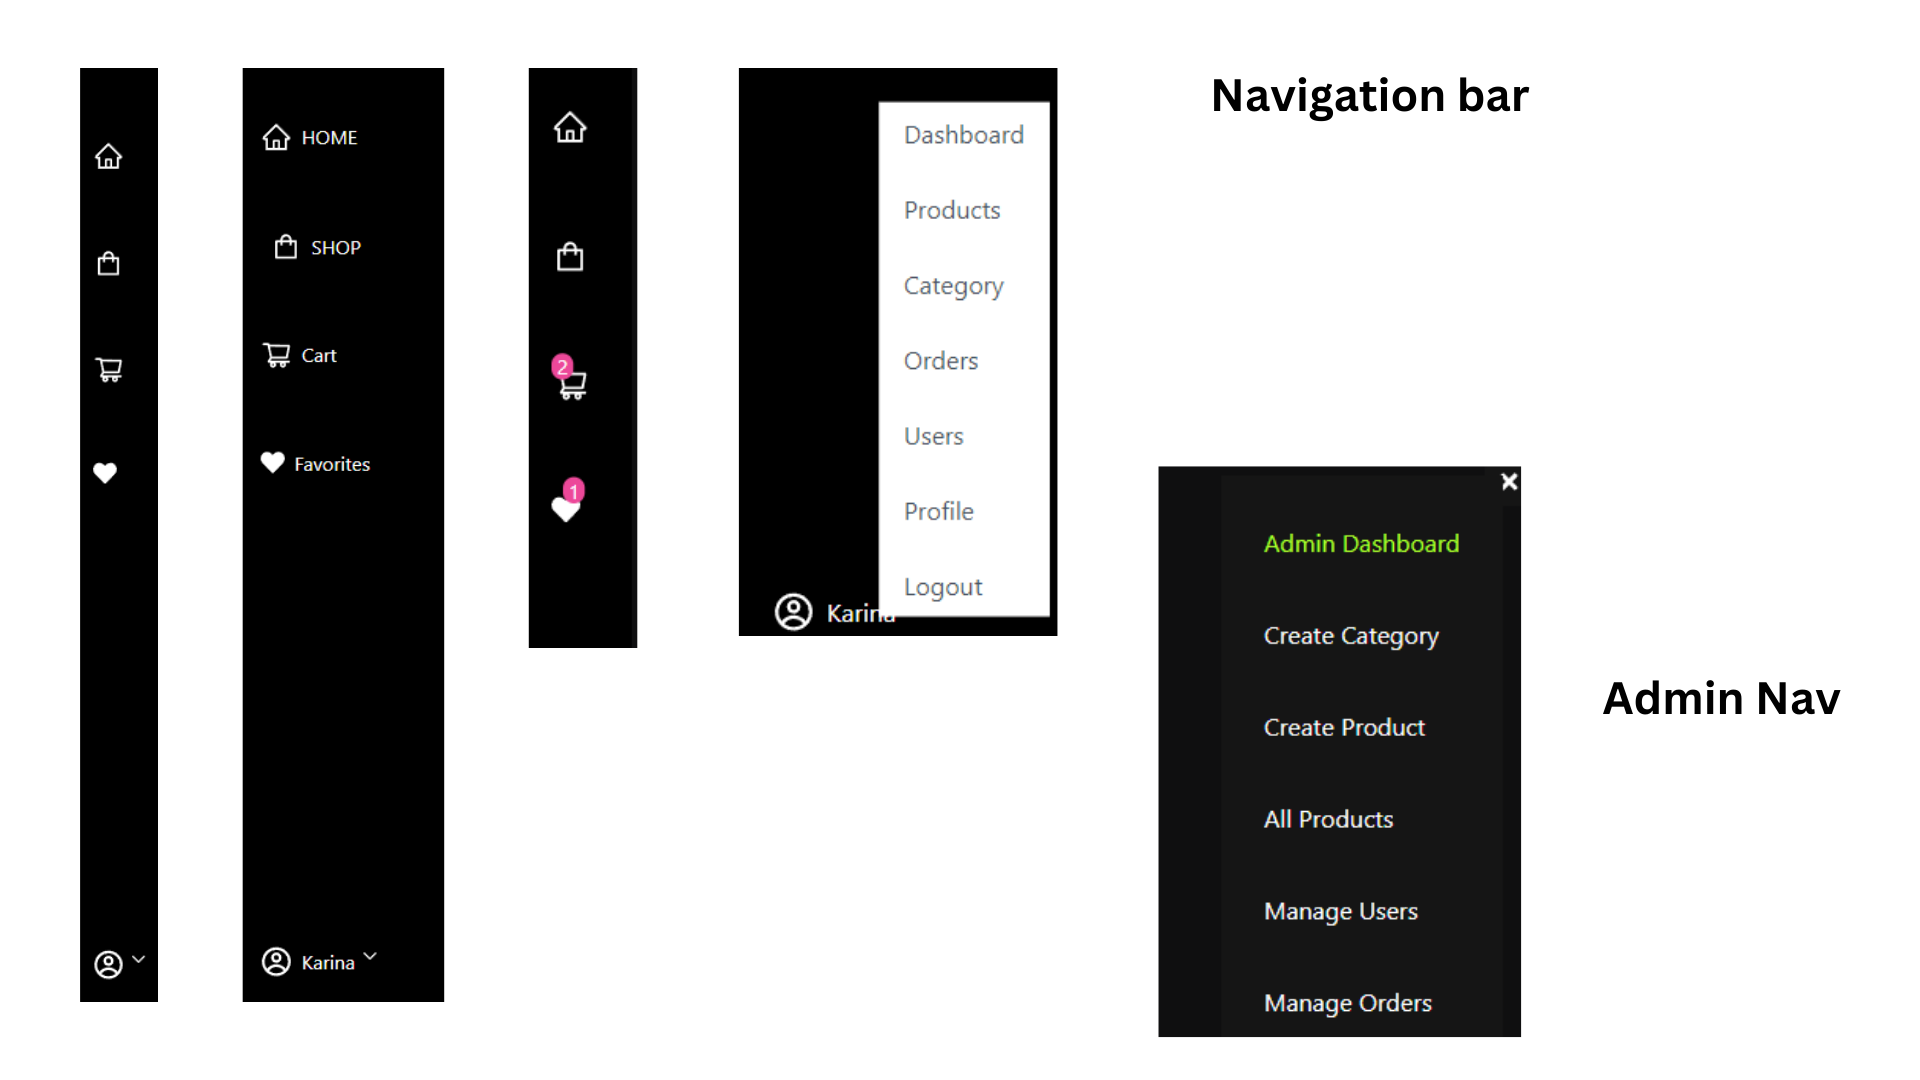 Navigation bar
HOME
SHOP
Cart
Favorites
Karina
2
1
Dashboard
Products
Category
Orders
Users
Profile
Logout
Karina
Admin Dashboard
Create Category
Create Product
All Products
Manage Users
Manage Orders
Admin Nav